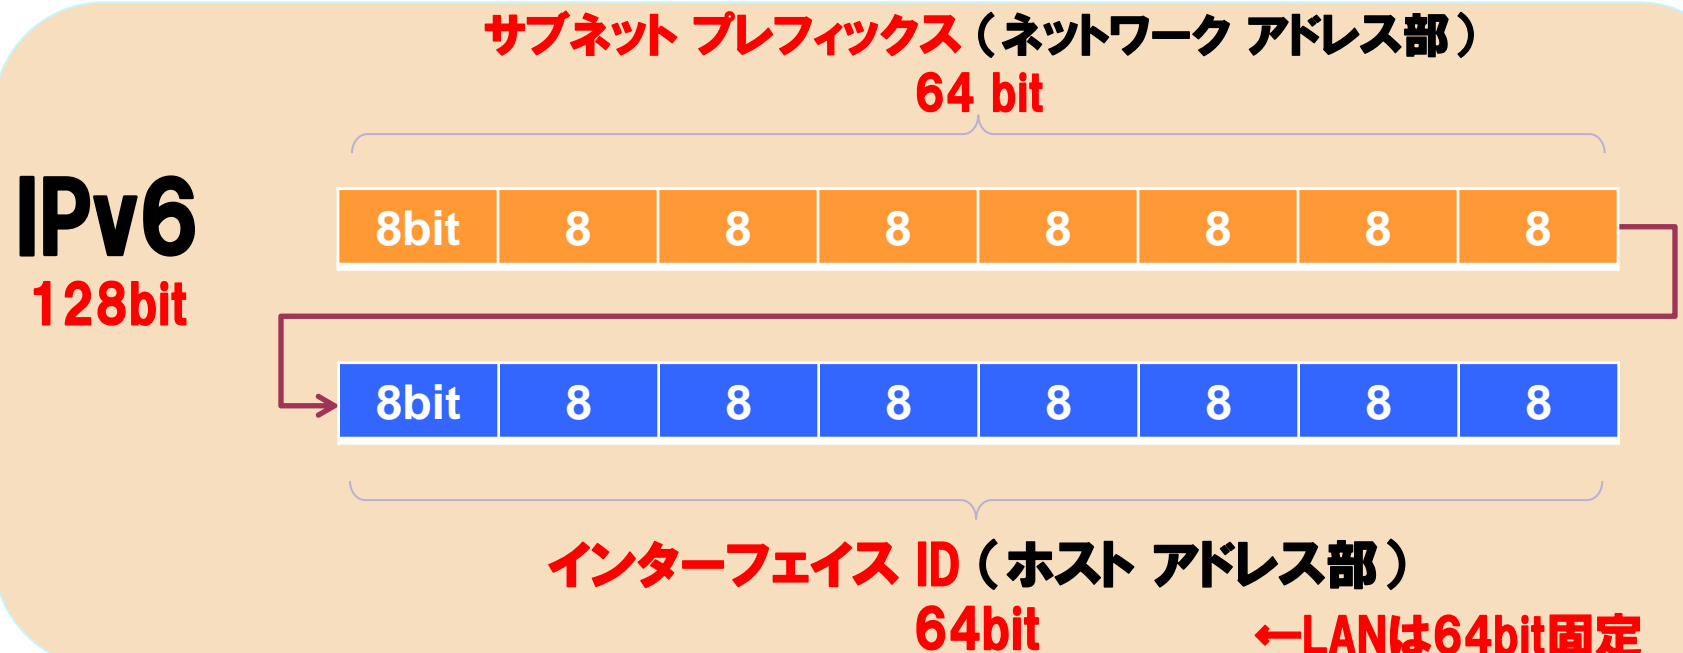 サブネット プレフィックス（ネットワーク アドレス部）
64 bit
IPv6
128bit
8bit 8 8 8 8 8 8 8
8bit 8 8 8 8 8 8 8
インターフェイス ID（ホスト アドレス部）
64bit
←LANは64bit固定